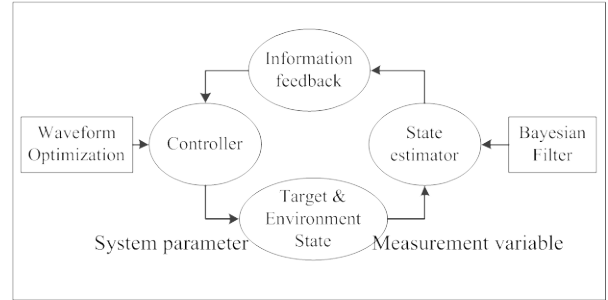 Information
feedback
Waveform
Optimization
Controller
State
estimator
Bayesian
Filter
Target &
Environment
State
System parameter
Measurement variable